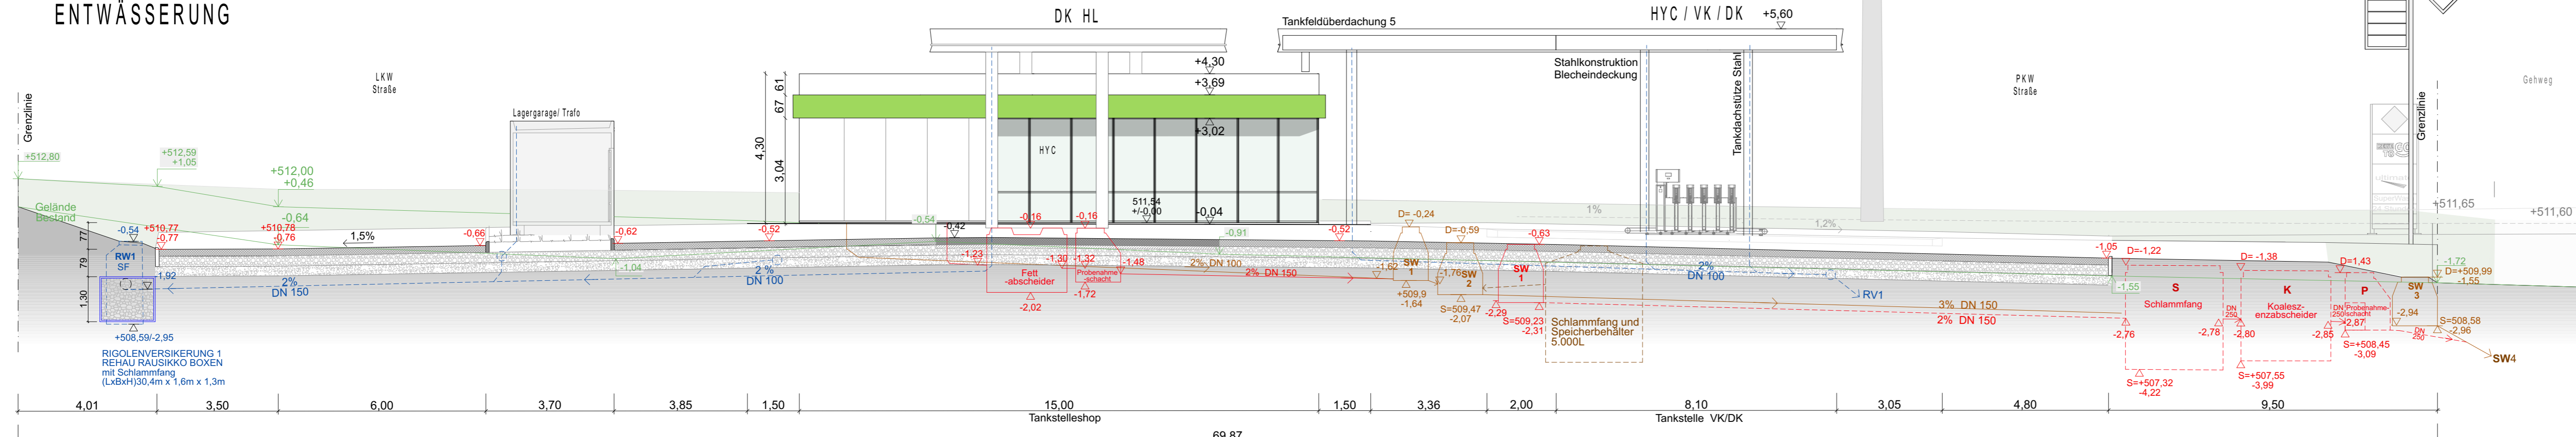 ENTWÄSSERUNG
DK HL
Tankfeldüberdachung 5
HYC / VK / DK
+5,60
LKW
Straße
Lagergarage/ Trafo
Grenzlinie
+4,30
+3,69
+3,02
61
67
4,30
3,04
HYC
Stahlkonstruktion
Blecheindeckung
Tankdachstütze Stahl
PKW
Straße
Gehweg
Grenzlinie
+512,80
+512,59
+1,05
+512,00
+0,46
-0,64
Gelände
Bestand
77
79
1,30
-0,54
RW1
SF
-1,92
+510,77
-0,77
+510,78
-0,76
1,5%
-0,66
-0,62
-1,04
-0,52
2%
DN 150
2 %
DN 100
-0,54
-0,42
-0,16
-0,16
511,54
+/-0,00
-0,04
-0,91
-0,52
-1,23
-1,30
-1,32
-1,48
Fett
-abscheider
Probenahme
-schacht
-1,72
-2,02
2% DN 100
2% DN 150
D= -0,24
D=-0,59
-0,63
-1,62
SW
1
-1,76
SW
2
SW
1
+509,9
-1,64
S=509,47
-2,07
-2,29
S=509,23
-2,31
Schlammfang und
Speicherbehälter
5.000L
1%
1,2%
2%
DN 100
RV1
3% DN 150
2% DN 150
-1,05
D=-1,22
D= -1,38
D=1,43
-1,55
S
Schlammfang
DN
250
K
Koalesz-
enzabscheider
DN
250
P
Probenahme-
schacht
-2,87
-2,76
-2,78
-2,80
-2,85
S=+508,45
-3,09
S=+507,32
-4,22
S=+507,55
-3,99
+511,65
+511,60
-1,72
D=+509,99
-1,55
SW
3
-2,94
S=508,58
-2,96
DN
250
SW4
ultimate
+508,59/-2,95
RIGOLENVERSIKERUNG 1
REHAU RAUSIKKO BOXEN
mit Schlammfang
(LxBxH)30,4m x 1,6m x 1,3m
4,01
3,50
6,00
3,70
3,85
1,50
15,00
1,50
3,36
2,00
8,10
3,05
4,80
9,50
Tankstelleshop
Tankstelle VK/DK
69,87